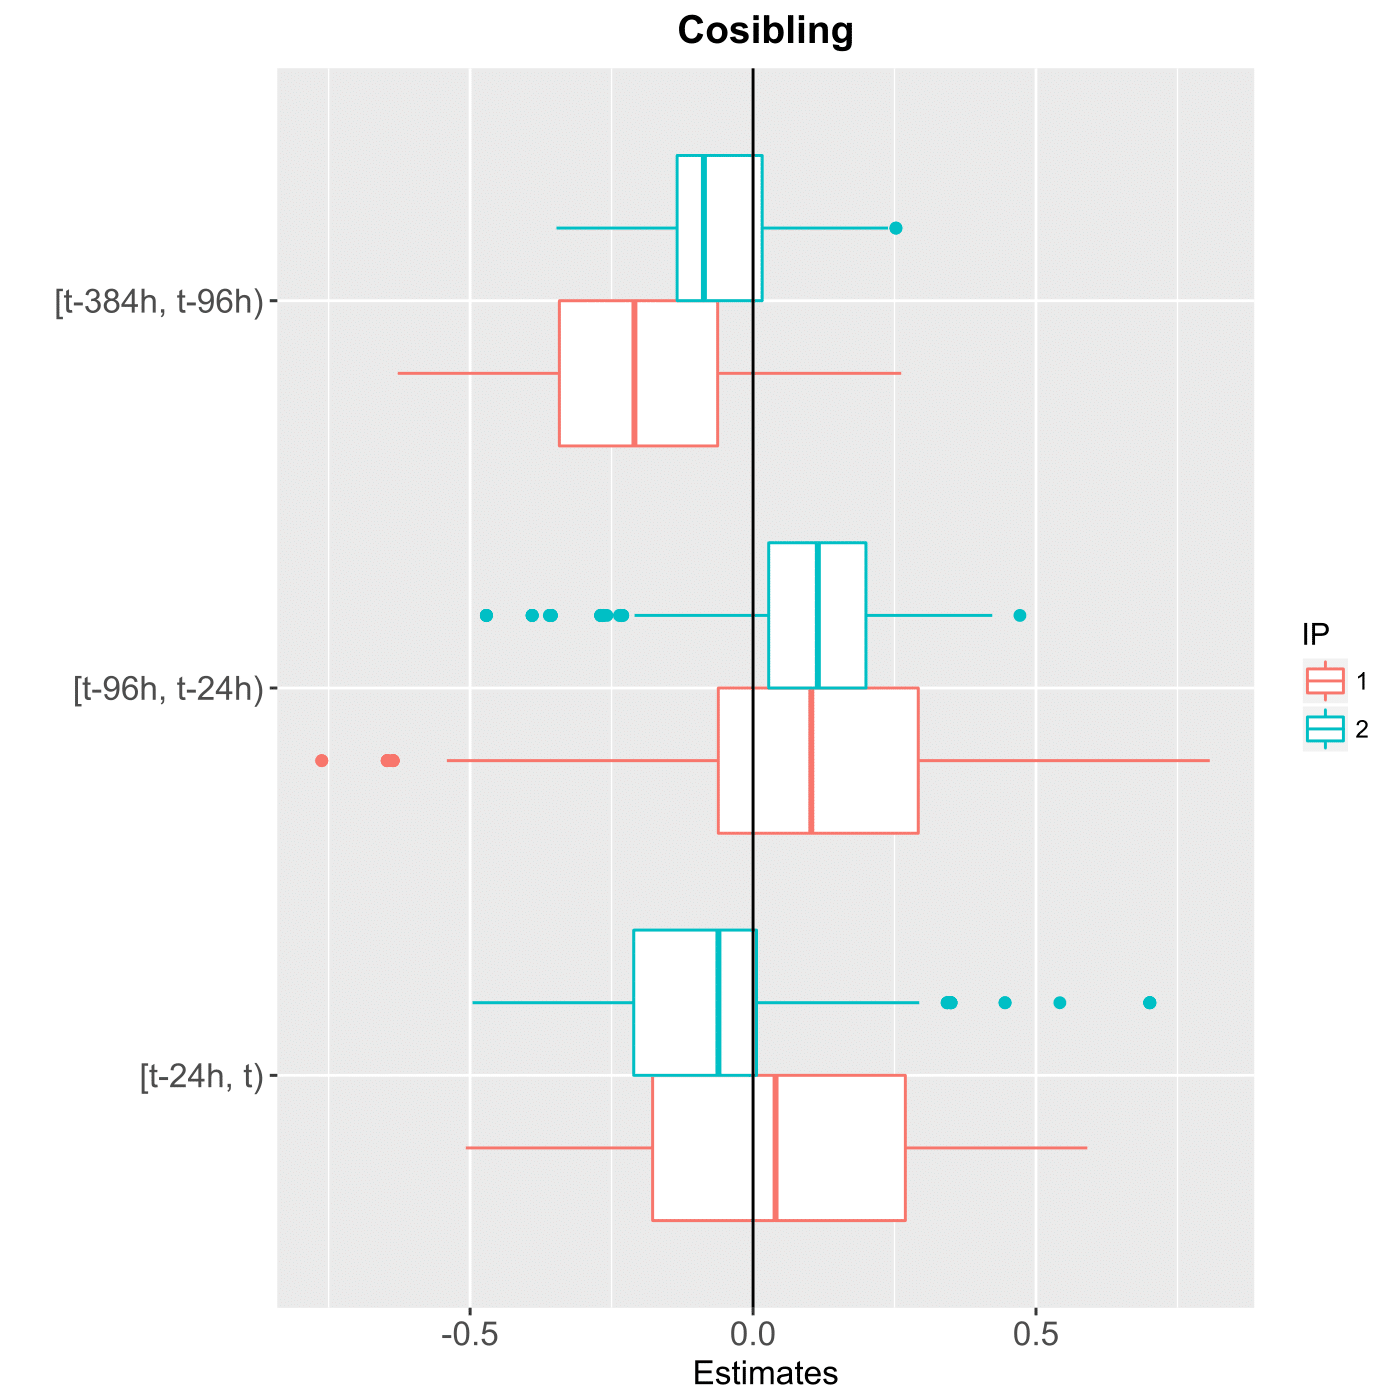 Cosibling
[t-384h, t-96h)
[t-96h, t-24h)
[t-24h, t)
-0.5 0.0 0.5
Estimates
IP
1
2